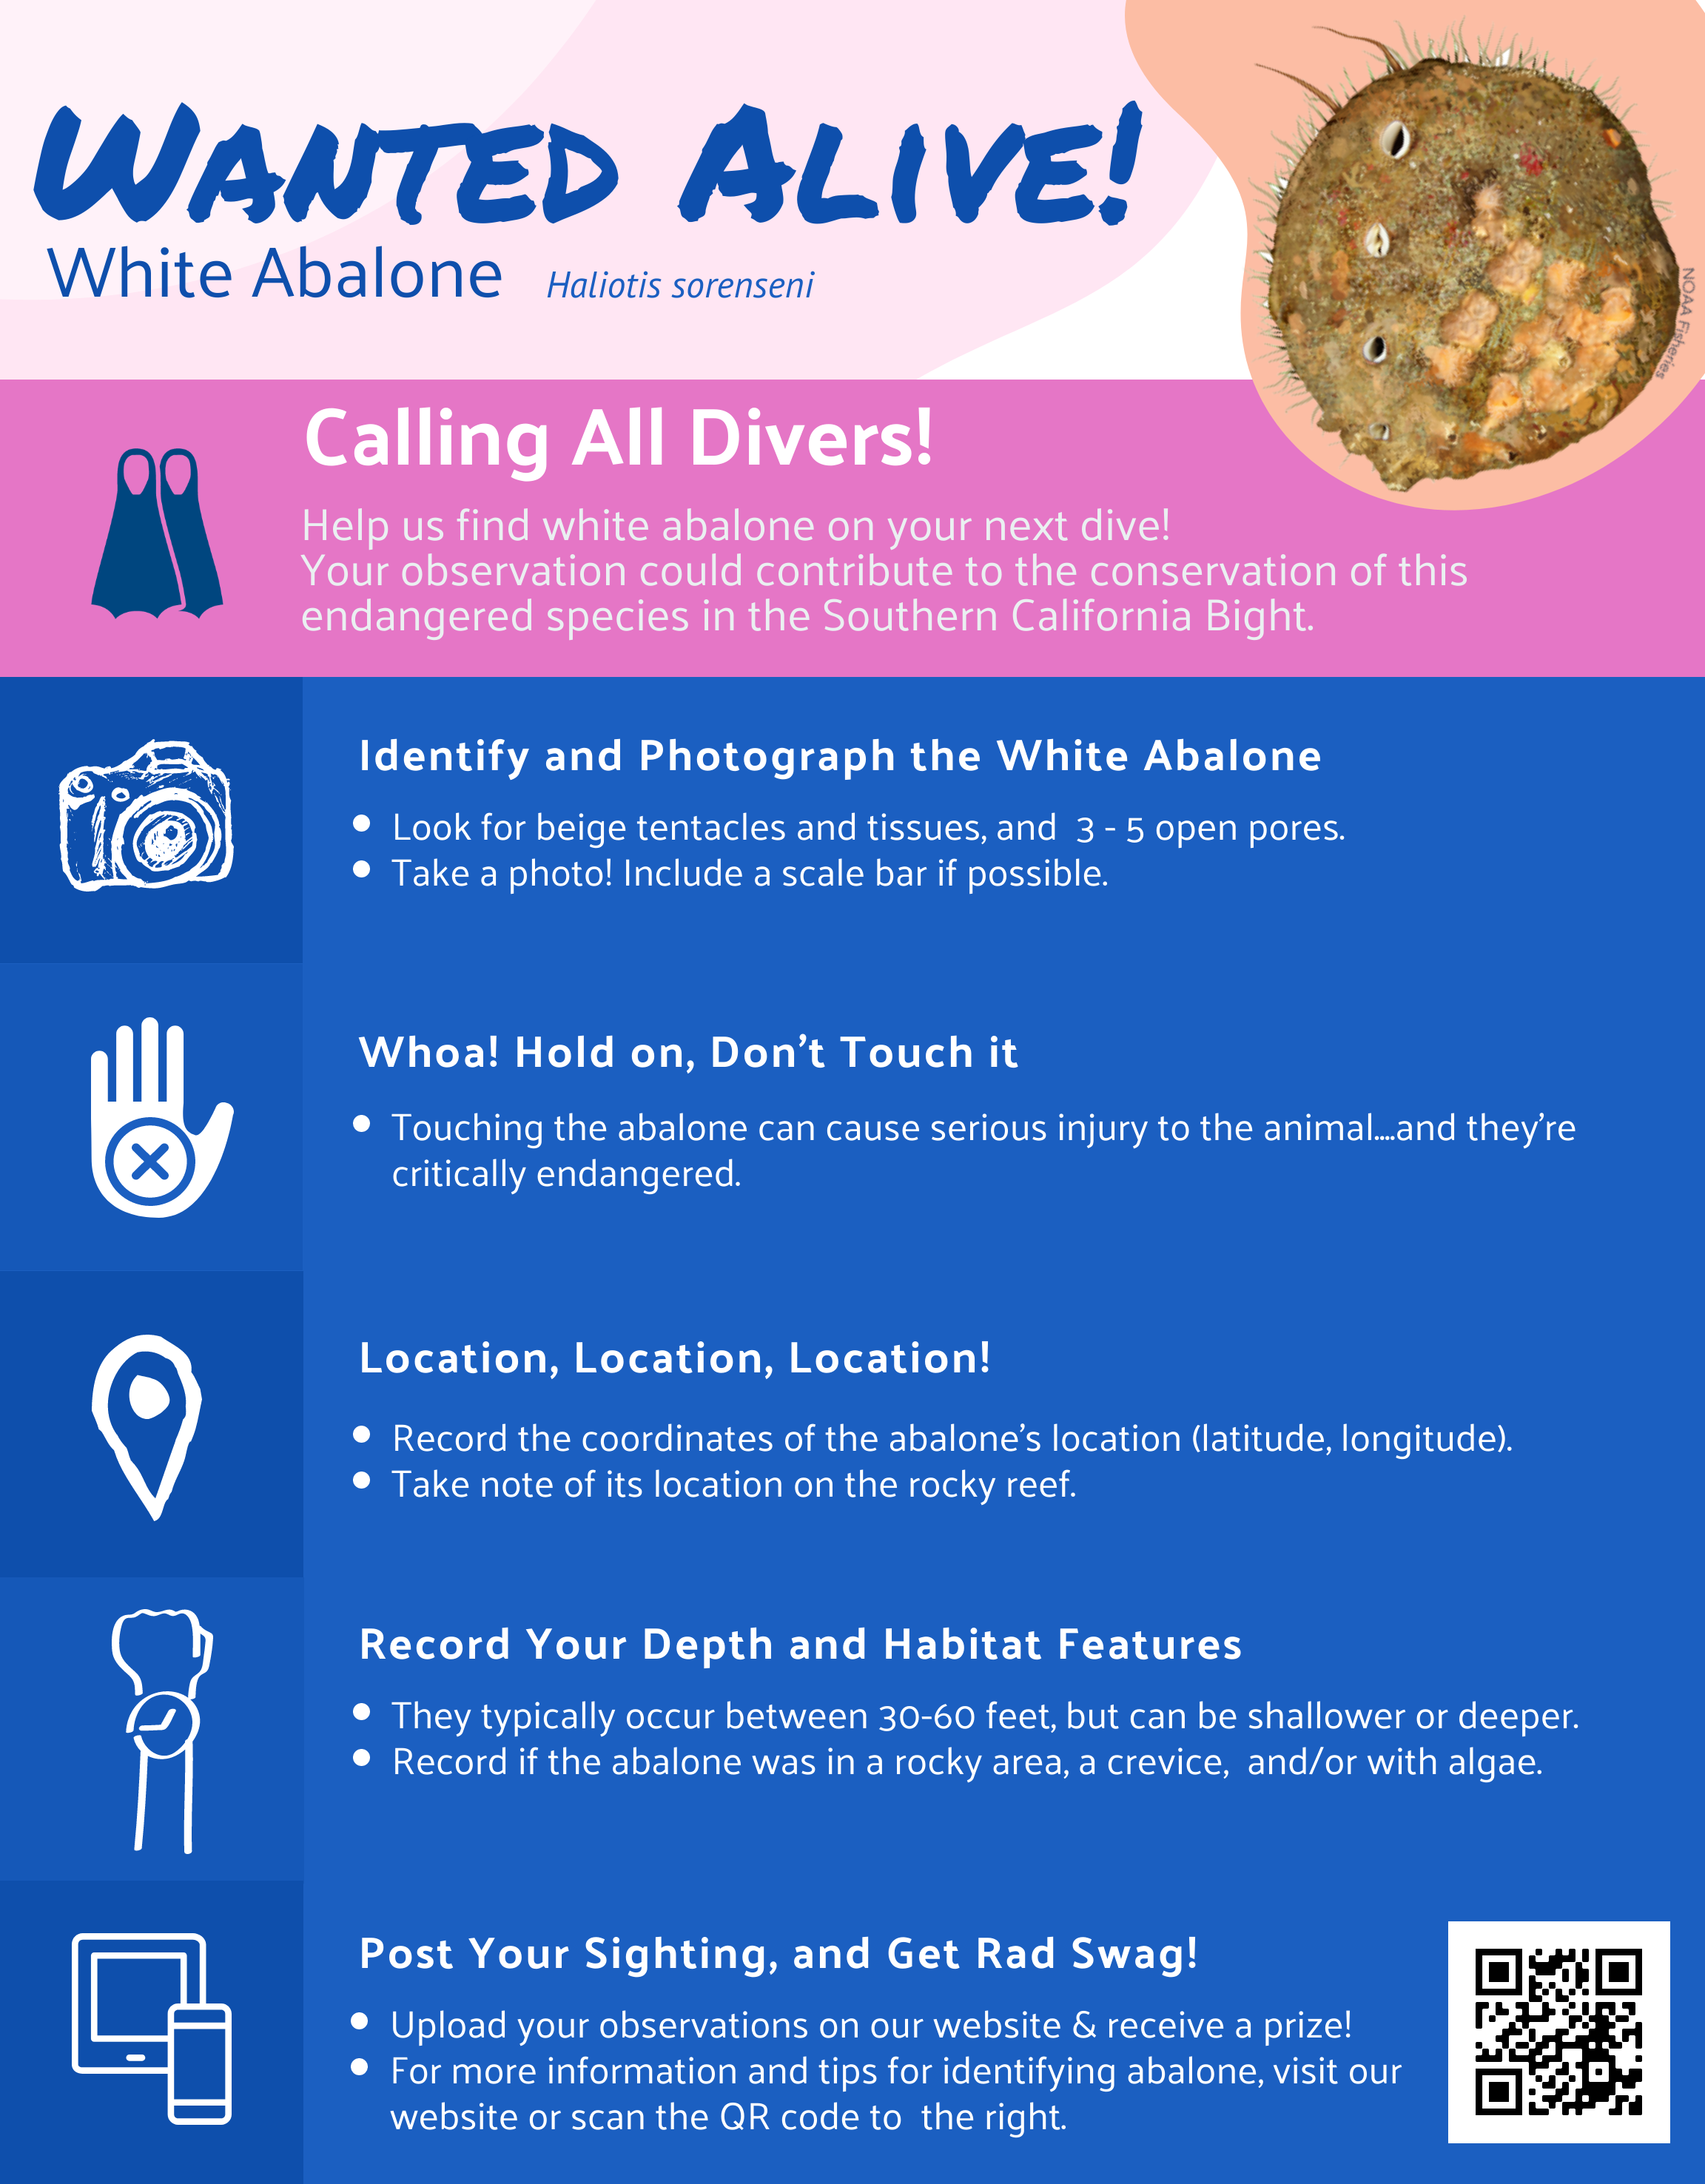 Wanted Alive!
White Abalone Haliotis sorenseni
NOAA Fisheries
Calling All Divers!
Help us find white abalone on your next dive!
Your observation could contribute to the conservation of this
endangered species in the Southern California Bight.
Identify and Photograph the White Abalone
Look for beige tentacles and tissues, and 3 - 5 open pores.
Take a photo! Include a scale bar if possible.
Whoa! Hold on, Don't Touch it
Touching the abalone can cause serious injury to the animal....and they're
critically endangered.
Location, Location, Location!
Record the coordinates of the abalone's location (latitude, longitude).
Take note of its location on the rocky reef.
Record Your Depth and Habitat Features
They typically occur between 30-60 feet, but can be shallower or deeper.
Record if the abalone was in a rocky area, a crevice, and/or with algae.
Post Your Sighting, and Get Rad Swag!
Upload your observations on our website & receive a prize!
For more information and tips for identifying abalone, visit our
website or scan the QR code to the right.